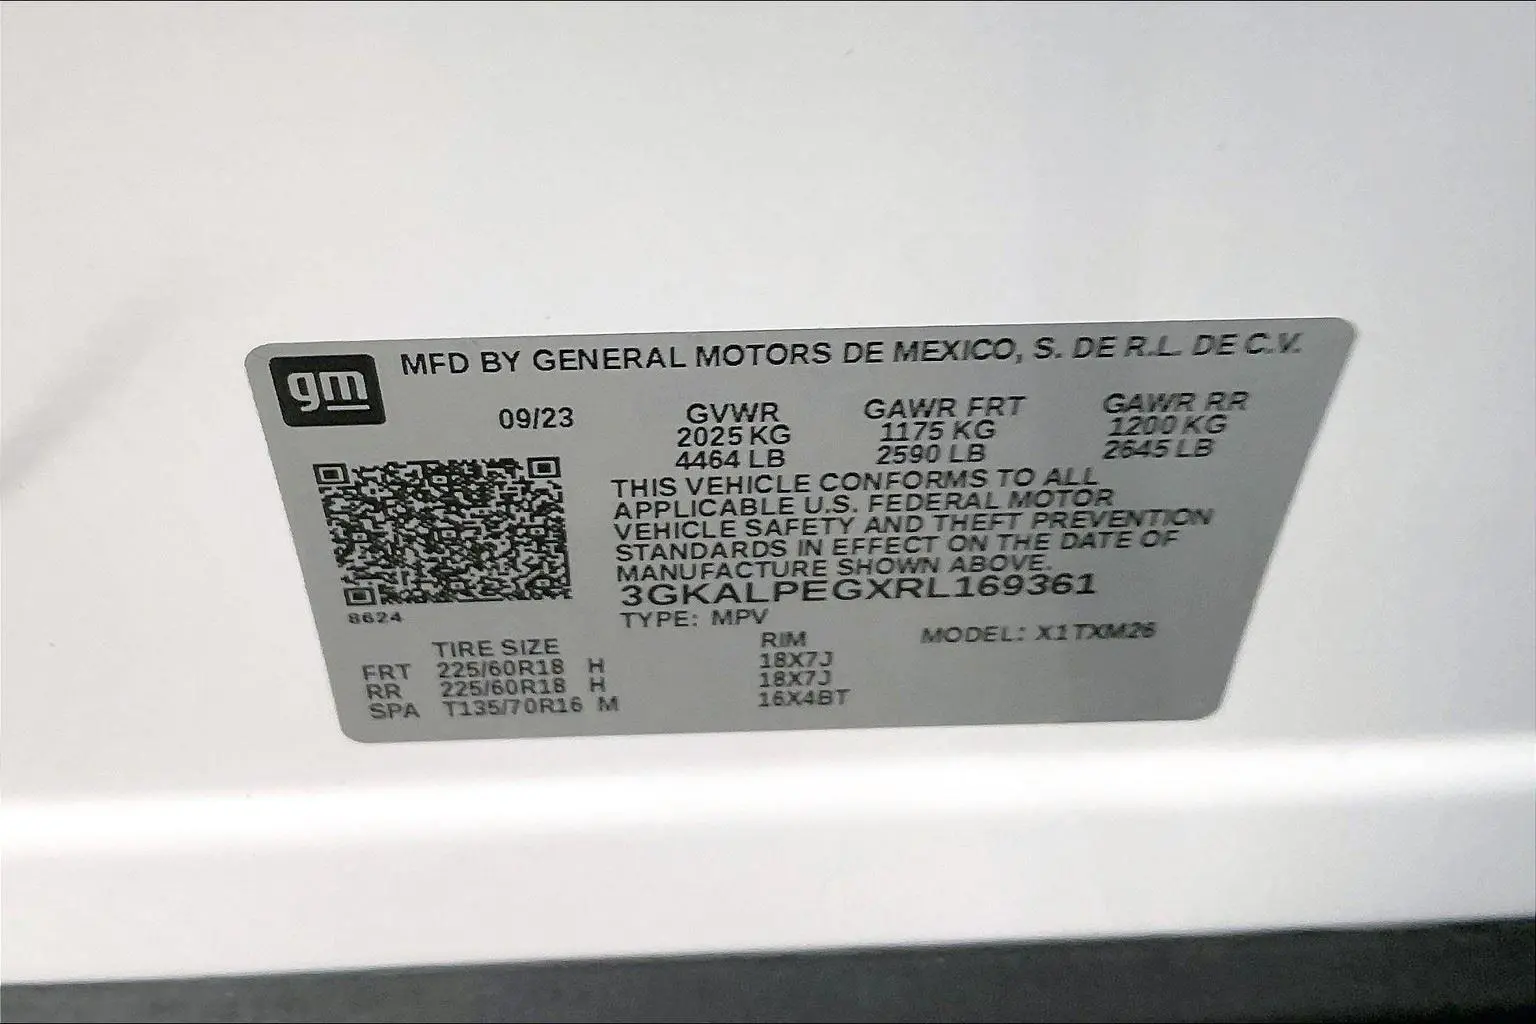 gm
MFD BY GENERAL MOTORS DE MEXICO, S. DE R.L. DE C.V.
09/23 GVWR GAWR FRT GAWR RR
2025 KG 1175 KG 1200 KG
4464 LB 2590 LB 2645 LB
THIS VEHICLE CONFORMS TO ALL
APPLICABLE U.S. FEDERAL MOTOR
VEHICLE SAFETY AND THEFT PREVENTION
STANDARDS IN EFFECT ON THE DATE OF
MANUFACTURE SHOWN ABOVE.
3GKALPEGXRL169361
8624
TYPE: MPV MODEL: X1TXM26
TIRE SIZE RIM
FRT 225/60R18 H 18X7J
RR 225/60R18 H 18X7J
SPA T135/70R16 M 16X4BT